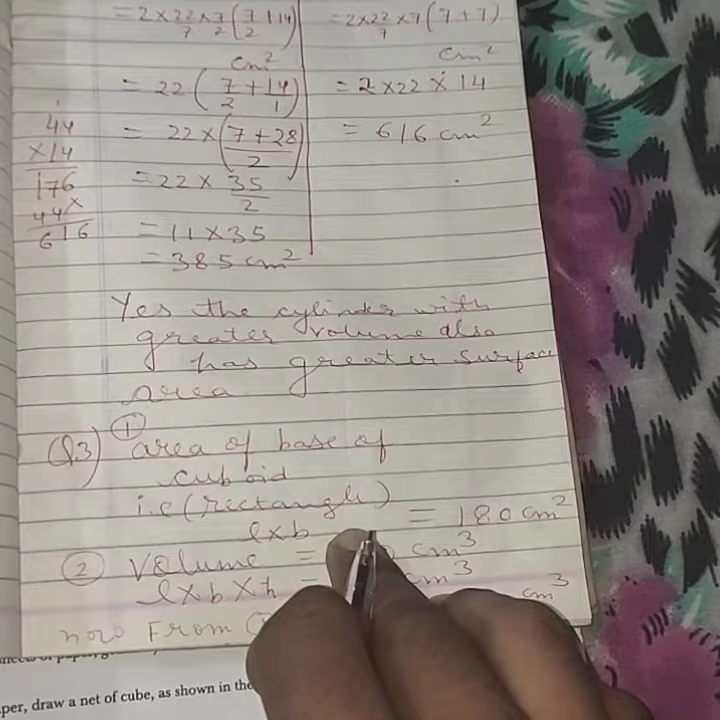 = 2 × 22/7 × 7/2 (7/2 + 14)
cm²
= 22 (7/2 + 14/1)
= 22 × (7 + 28/2)
= 22 × 35/2
= 11 × 35
= 385 cm²
= 2 × 22/7 × 7 (7 + 7)
cm²
= 2 × 22 × 14
= 616 cm²
1
44
×14
176
44×
616
Yes the cylinder with
greater volume also
has greater surface
area.
Q3) ① area of base of
cuboid
i.e (rectangle)
l×b = 180 cm²
② Volume = cm³
l×b×h = cm³
cm³
now From
per, draw a net of cube, as shown in the